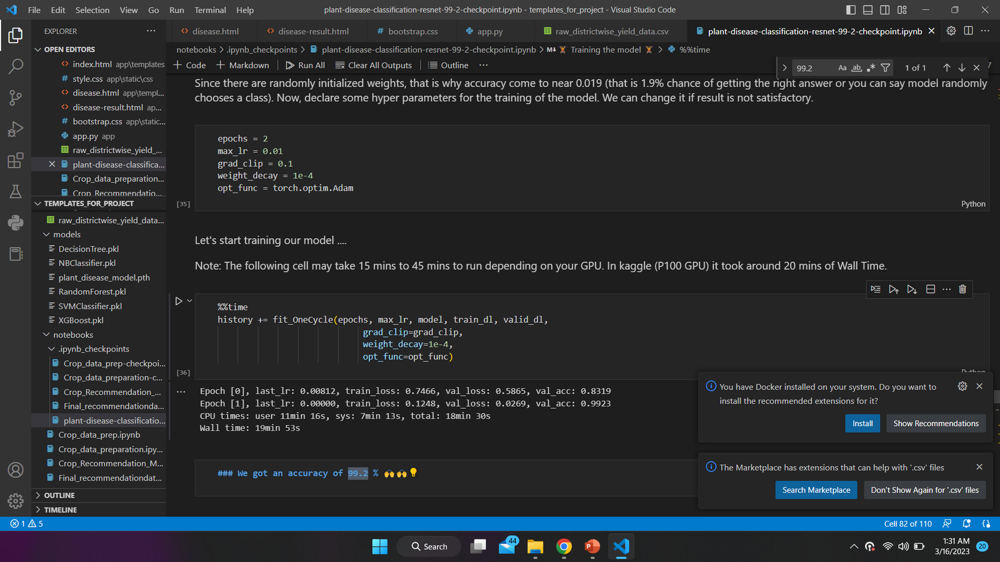 File Edit Selection View Go Run Terminal Help
plant-disease-classification-resnet-99-2-checkpoint.ipynb - templates_for_project - Visual Studio Code
EXPLORER
disease.html
disease-result.html
# bootstrap.css
app.py
raw_districtwise_yield_data.csv
plant-disease-classification-resnet-99-2-checkpoint.ipynb
OPEN EDITORS
index.html app\templates
# style.css app\static\css
disease.html app\templ...
disease-result.html ap...
# bootstrap.css app\static...
app.py app
raw_districtwise_yield_...
plant-disease-classifica...
Crop_data_preparation...
Crop_Recommendatio...
TEMPLATES_FOR_PROJECT
raw_districtwise_yield_data...
models
DecisionTree.pkl
NBClassifier.pkl
plant_disease_model.pth
RandomForest.pkl
SVMClassifier.pkl
XGBoost.pkl
notebooks
.ipynb_checkpoints
Crop_data_prep-checkpoi...
Crop_data_preparation-c...
Crop_Recommendation_...
Final_recommendationda...
plant-disease-classificatio...
Crop_data_prep.ipynb
Crop_data_preparation.ipy...
Crop_Recommendation_M...
Final_recommendationdat...
OUTLINE
TIMELINE
notebooks > .ipynb_checkpoints > plant-disease-classification-resnet-99-2-checkpoint.ipynb > M↓ 🏋 Training the model 🏋 > %%time
+ Code + Markdown Run All Clear All Outputs Outline ...
99.2 Aa ab 1 of 1
Since there are randomly initialized weights, that is why accuracy come to near 0.019 (that is 1.9% chance of getting the right answer or you can say model randomly
chooses a class). Now, declare some hyper parameters for the training of the model. We can change it if result is not satisfactory.
epochs = 2
max_lr = 0.01
grad_clip = 0.1
weight_decay = 1e-4
opt_func = torch.optim.Adam
[35]
Python
Let's start training our model ....
Note: The following cell may take 15 mins to 45 mins to run depending on your GPU. In kaggle (P100 GPU) it took around 20 mins of Wall Time.
%%time
history += fit_OneCycle(epochs, max_lr, model, train_dl, valid_dl,
grad_clip=grad_clip,
weight_decay=1e-4,
opt_func=opt_func)
[36]
Python
Epoch [0], last_lr: 0.00812, train_loss: 0.7466, val_loss: 0.5865, val_acc: 0.8319
Epoch [1], last_lr: 0.00000, train_loss: 0.1248, val_loss: 0.0269, val_acc: 0.9923
CPU times: user 11min 16s, sys: 7min 13s, total: 18min 30s
Wall time: 19min 53s
### We got an accuracy of 99.2 % 🙌🙌💡
You have Docker installed on your system. Do you want to
install the recommended extensions for it?
Install
Show Recommendations
The Marketplace has extensions that can help with '.csv' files
Search Marketplace
Don't Show Again for '.csv' files
1 5
Cell 82 of 110
Search
44
1:31 AM
3/16/2023
20